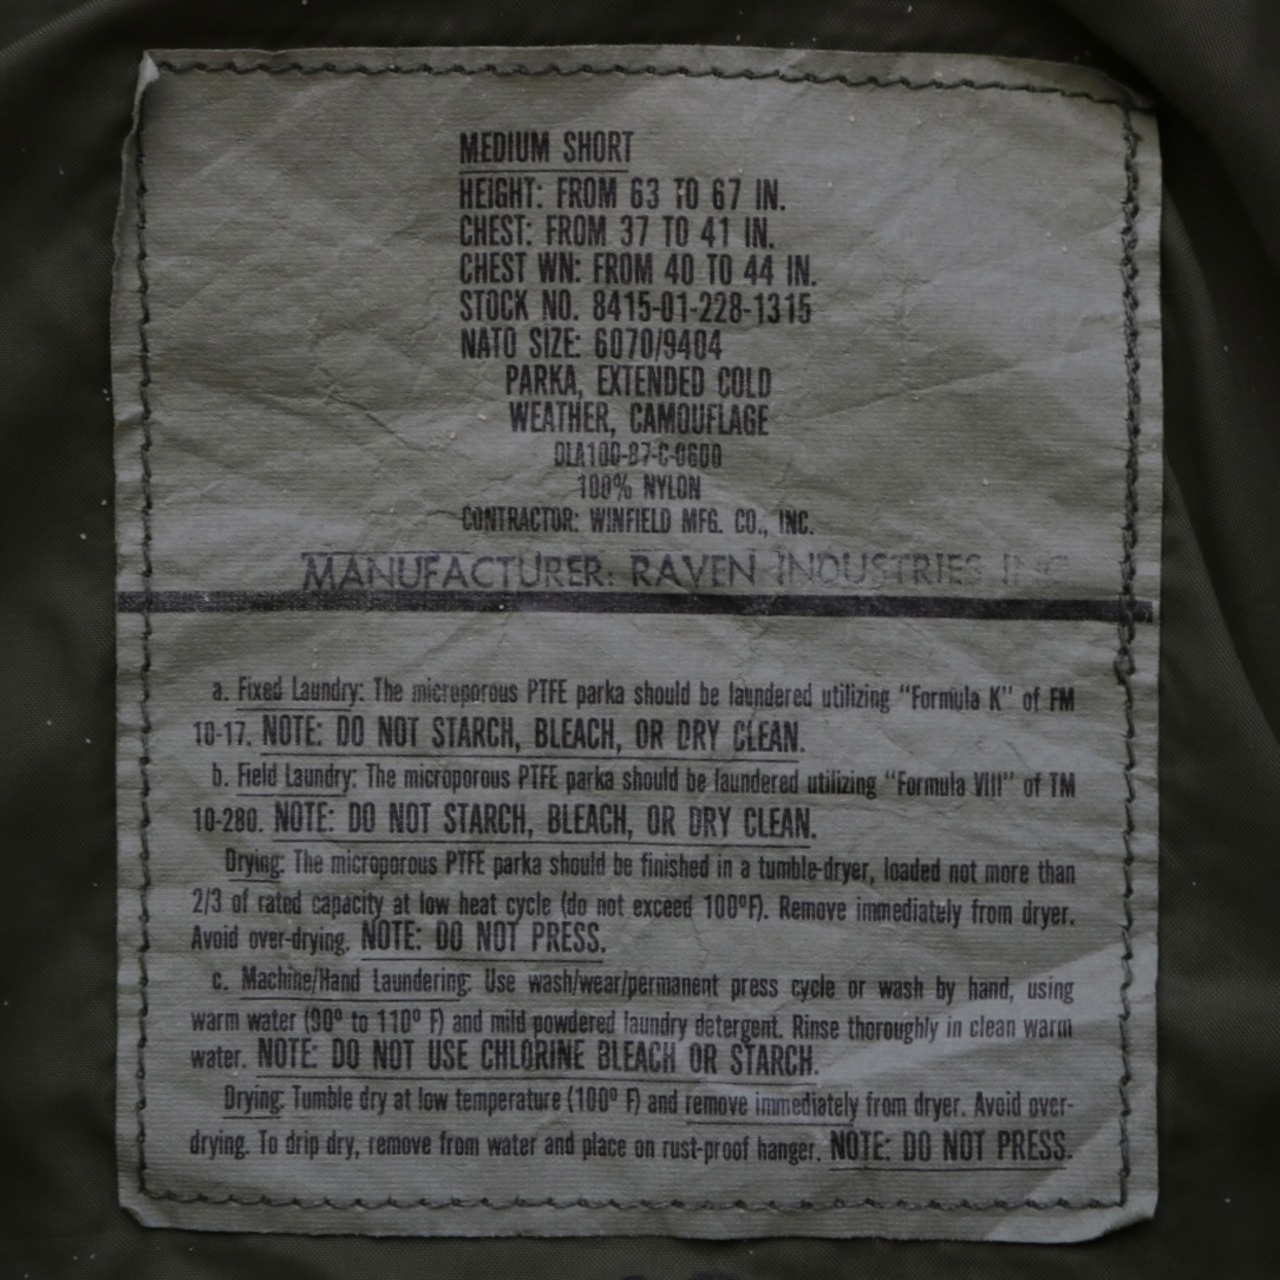 MEDIUM SHORT
HEIGHT: FROM 63 TO 67 IN.
CHEST: FROM 37 TO 41 IN.
CHEST WN: FROM 40 TO 44 IN.
STOCK NO. 8415-01-228-1315
NATO SIZE: 6070/9404
PARKA, EXTENDED COLD
WEATHER, CAMOUFLAGE
DLA100-87-C-0600
100% NYLON
CONTRACTOR: WINFIELD MFG. CO., INC.
MANUFACTURER: RAVEN INDUSTRIES INC
a. Fixed Laundry: The microporous PTFE parka should be laundered utilizing "Formula K" of FM
10-17. NOTE: DO NOT STARCH, BLEACH, OR DRY CLEAN.
b. Field Laundry: The microporous PTFE parka should be laundered utilizing "Formula VIII" of TM
10-280. NOTE: DO NOT STARCH, BLEACH, OR DRY CLEAN.
Drying: The microporous PTFE parka should be finished in a tumble-dryer, loaded not more than
2/3 of rated capacity at low heat cycle (do not exceed 100°F). Remove immediately from dryer.
Avoid over-drying. NOTE: DO NOT PRESS.
c. Machine/Hand Laundering: Use wash/wear/permanent press cycle or wash by hand, using
warm water (90° to 110° F) and mild powdered laundry detergent. Rinse thoroughly in clean warm
water. NOTE: DO NOT USE CHLORINE BLEACH OR STARCH.
Drying: Tumble dry at low temperature (100° F) and remove immediately from dryer. Avoid over-
drying. To drip dry, remove from water and place on rust-proof hanger. NOTE: DO NOT PRESS.